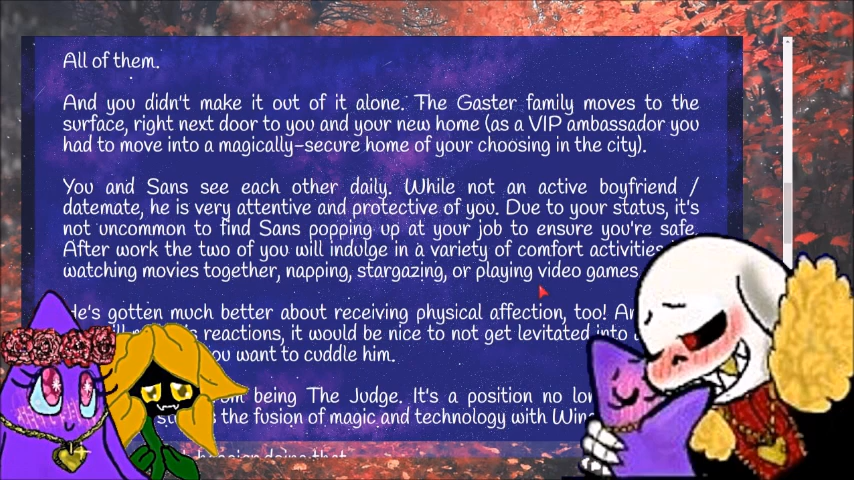 All of them.
And you didn't make it out of it alone. The Gaster family moves to the
surface, right next door to you and your new home (as a VIP ambassador you
had to move into a magically-secure home of your choosing in the city).
You and Sans see each other daily. While not an active boyfriend /
datemate, he is very attentive and protective of you. Due to your status, it's
not uncommon to find Sans popping up at your job to ensure you're safe.
After work the two of you will indulge in a variety of comfort activities
watching movies together, napping, stargazing, or playing video games
He's gotten much better about receiving physical affection, too!
reactions, it would be nice to not get levitated into
you want to cuddle him.
being The Judge. It's a position no
the fusion of magic and technology with